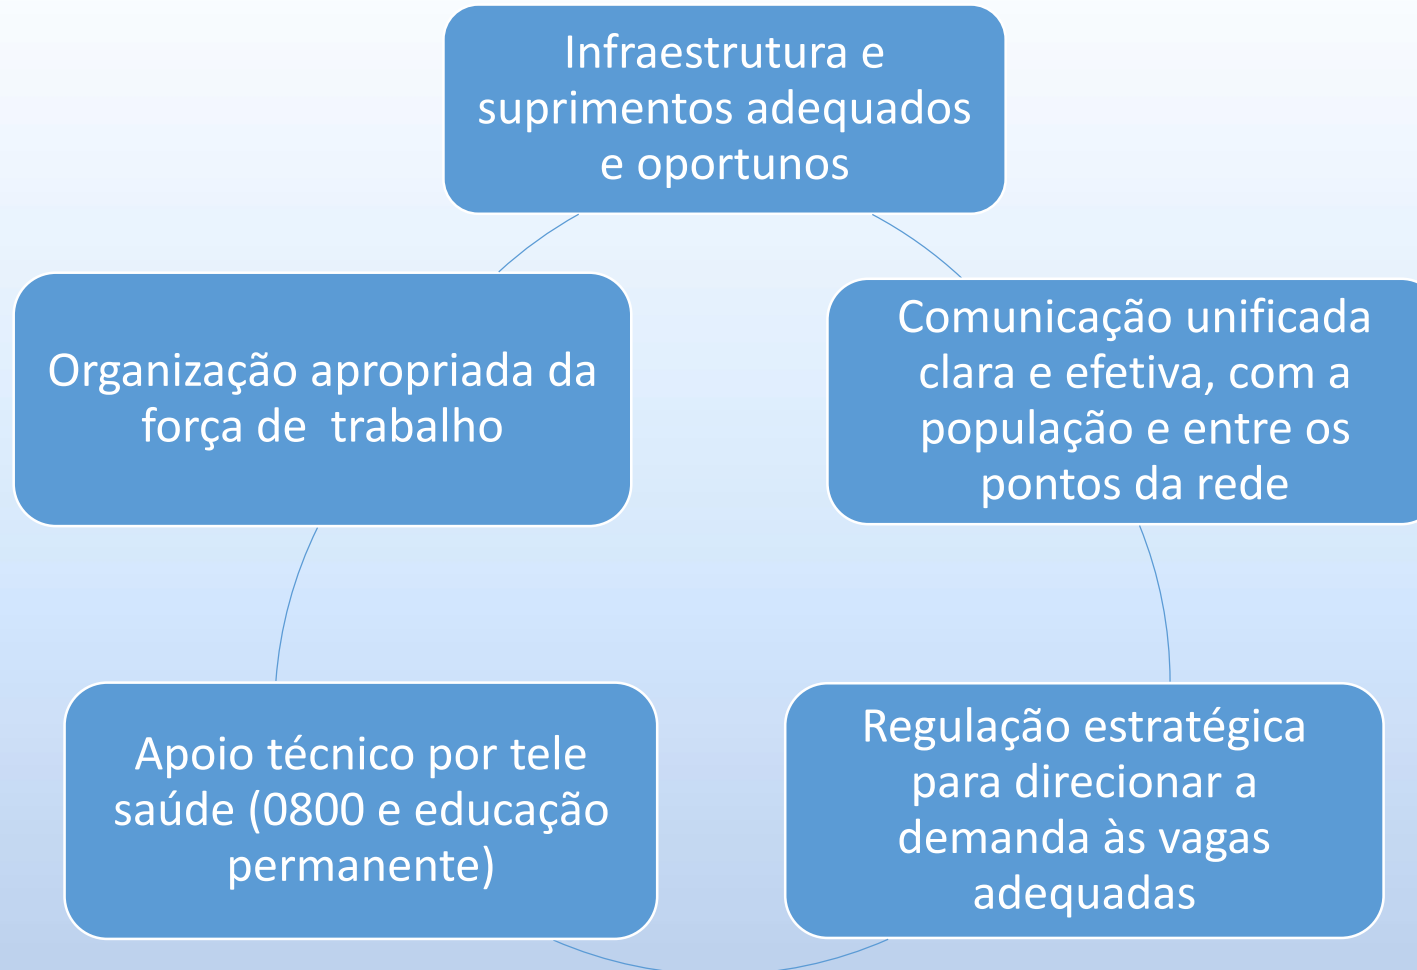 Infraestrutura e
suprimentos adequados
e oportunos
Organização apropriada da
força de  trabalho
Comunicação unificada
clara e efetiva, com a
população e entre os
pontos da rede
Apoio técnico por tele
saúde (0800 e educação
permanente)
Regulação estratégica
para direcionar a
demanda às vagas
adequadas